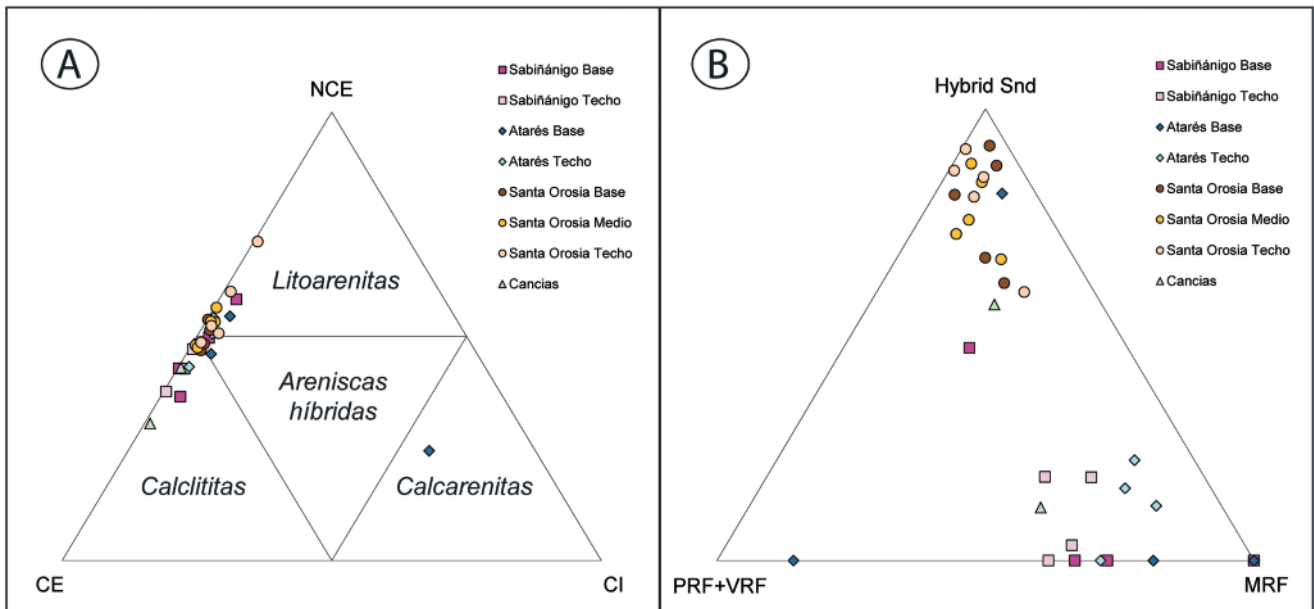 A
NCE
Sabiñánigo Base
Sabiñánigo Techo
Atarés Base
Atarés Techo
Santa Orosia Base
Santa Orosia Medio
Santa Orosia Techo
Cancias
Litoarenitas
Areniscas
híbridas
Calclititas
Calcarenitas
CE
CI
B
Hybrid Snd
Sabiñánigo Base
Sabiñánigo Techo
Atarés Base
Atarés Techo
Santa Orosia Base
Santa Orosia Medio
Santa Orosia Techo
Cancias
PRF+VRF
MRF